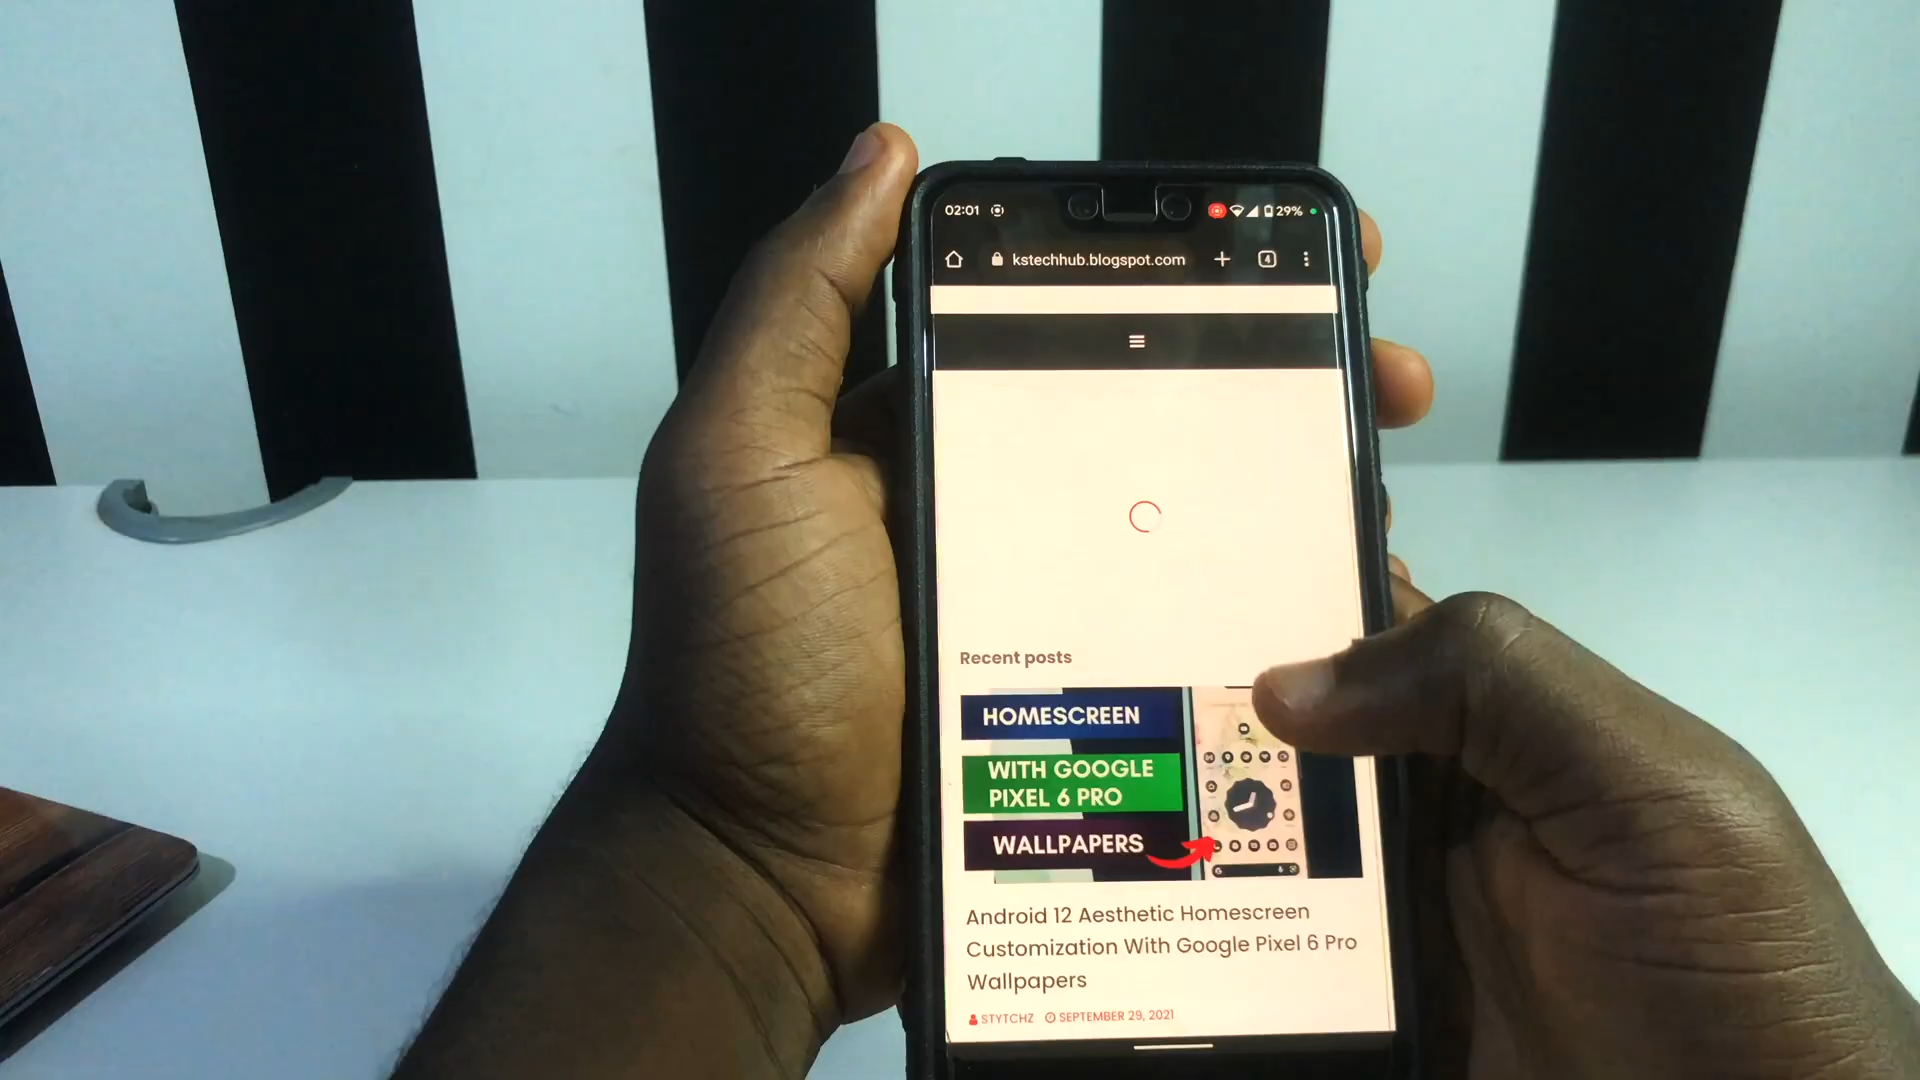 02:01
29%
kstechhub.blogspot.com
4
Recent posts
HOMESCREEN
WITH GOOGLE
PIXEL 6 PRO
WALLPAPERS
Android 12 Aesthetic Homescreen
Customization With Google Pixel 6 Pro
Wallpapers
STYTCHZ SEPTEMBER 29, 2021